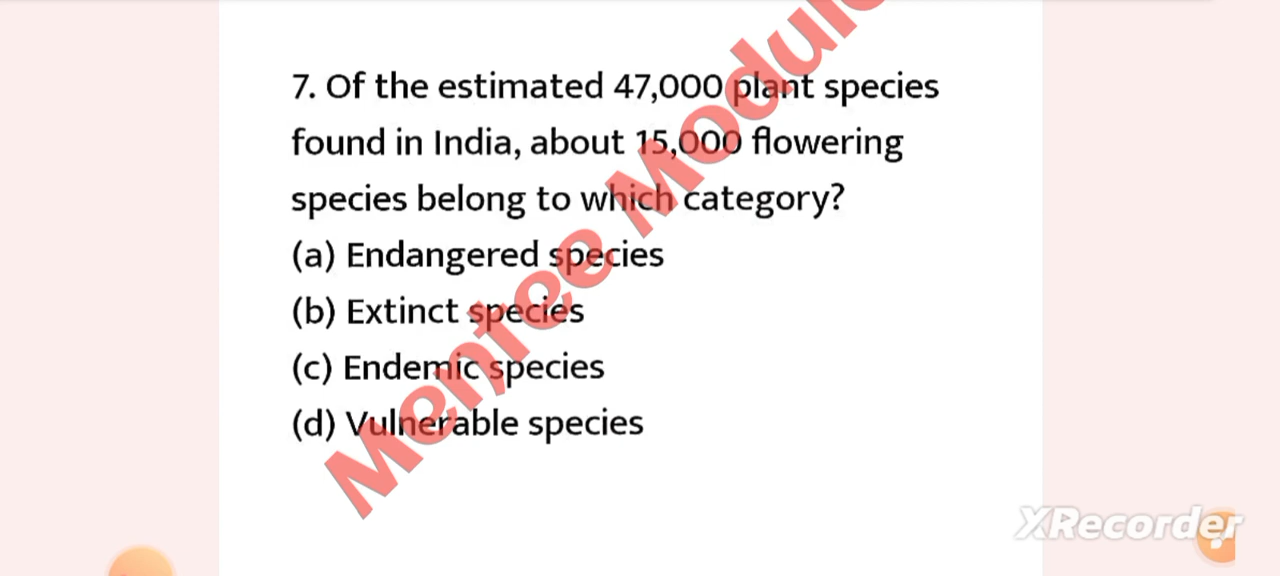 7. Of the estimated 47,000 plant species
found in India, about 15,000 flowering
species belong to which category?
(a) Endangered species
(b) Extinct species
(c) Endemic species
(d) Vulnerable species
Mentee
XRecorder